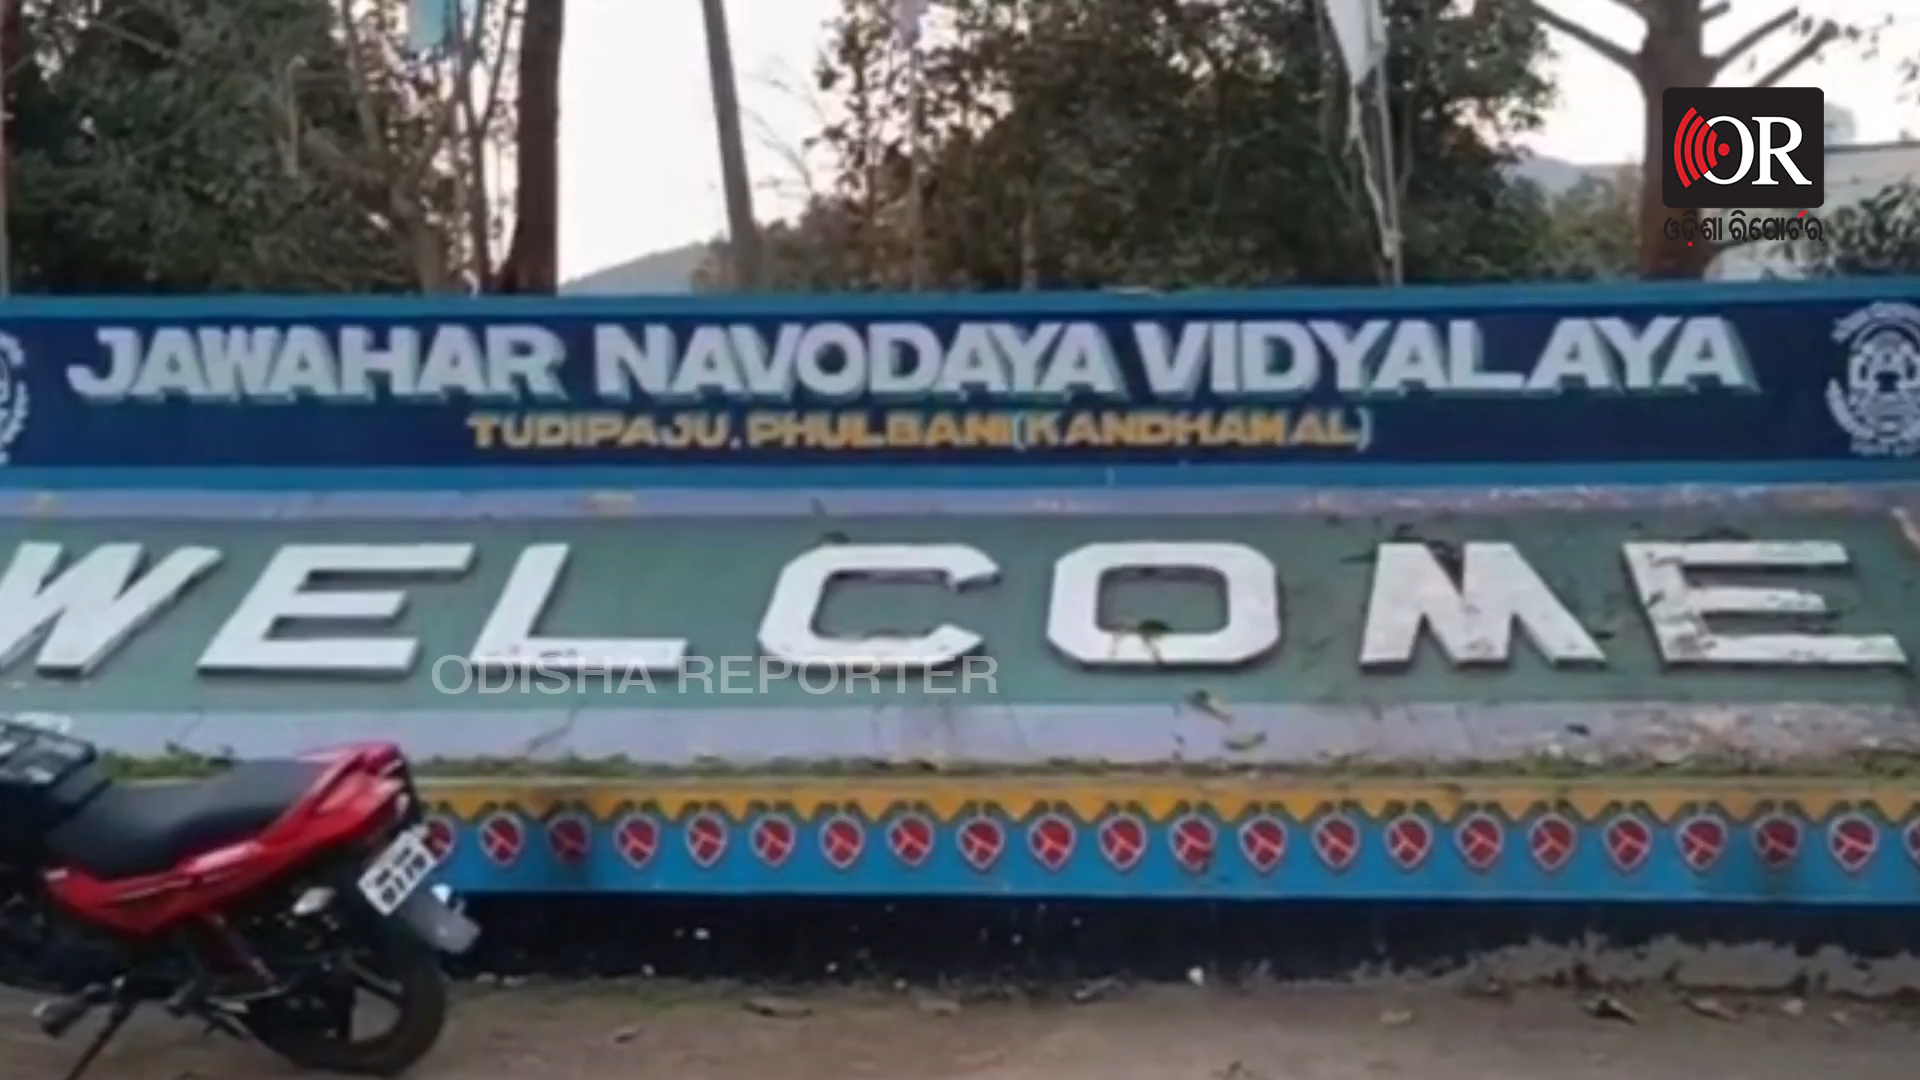 OR
ଓଡ଼ିଶା ରିପୋର୍ଟର
JAWAHAR NAVODAYA VIDYALAYA
TUDIPAJU, PHULBANI (KANDHAMAL)
WELCOME
ODISHA REPORTER